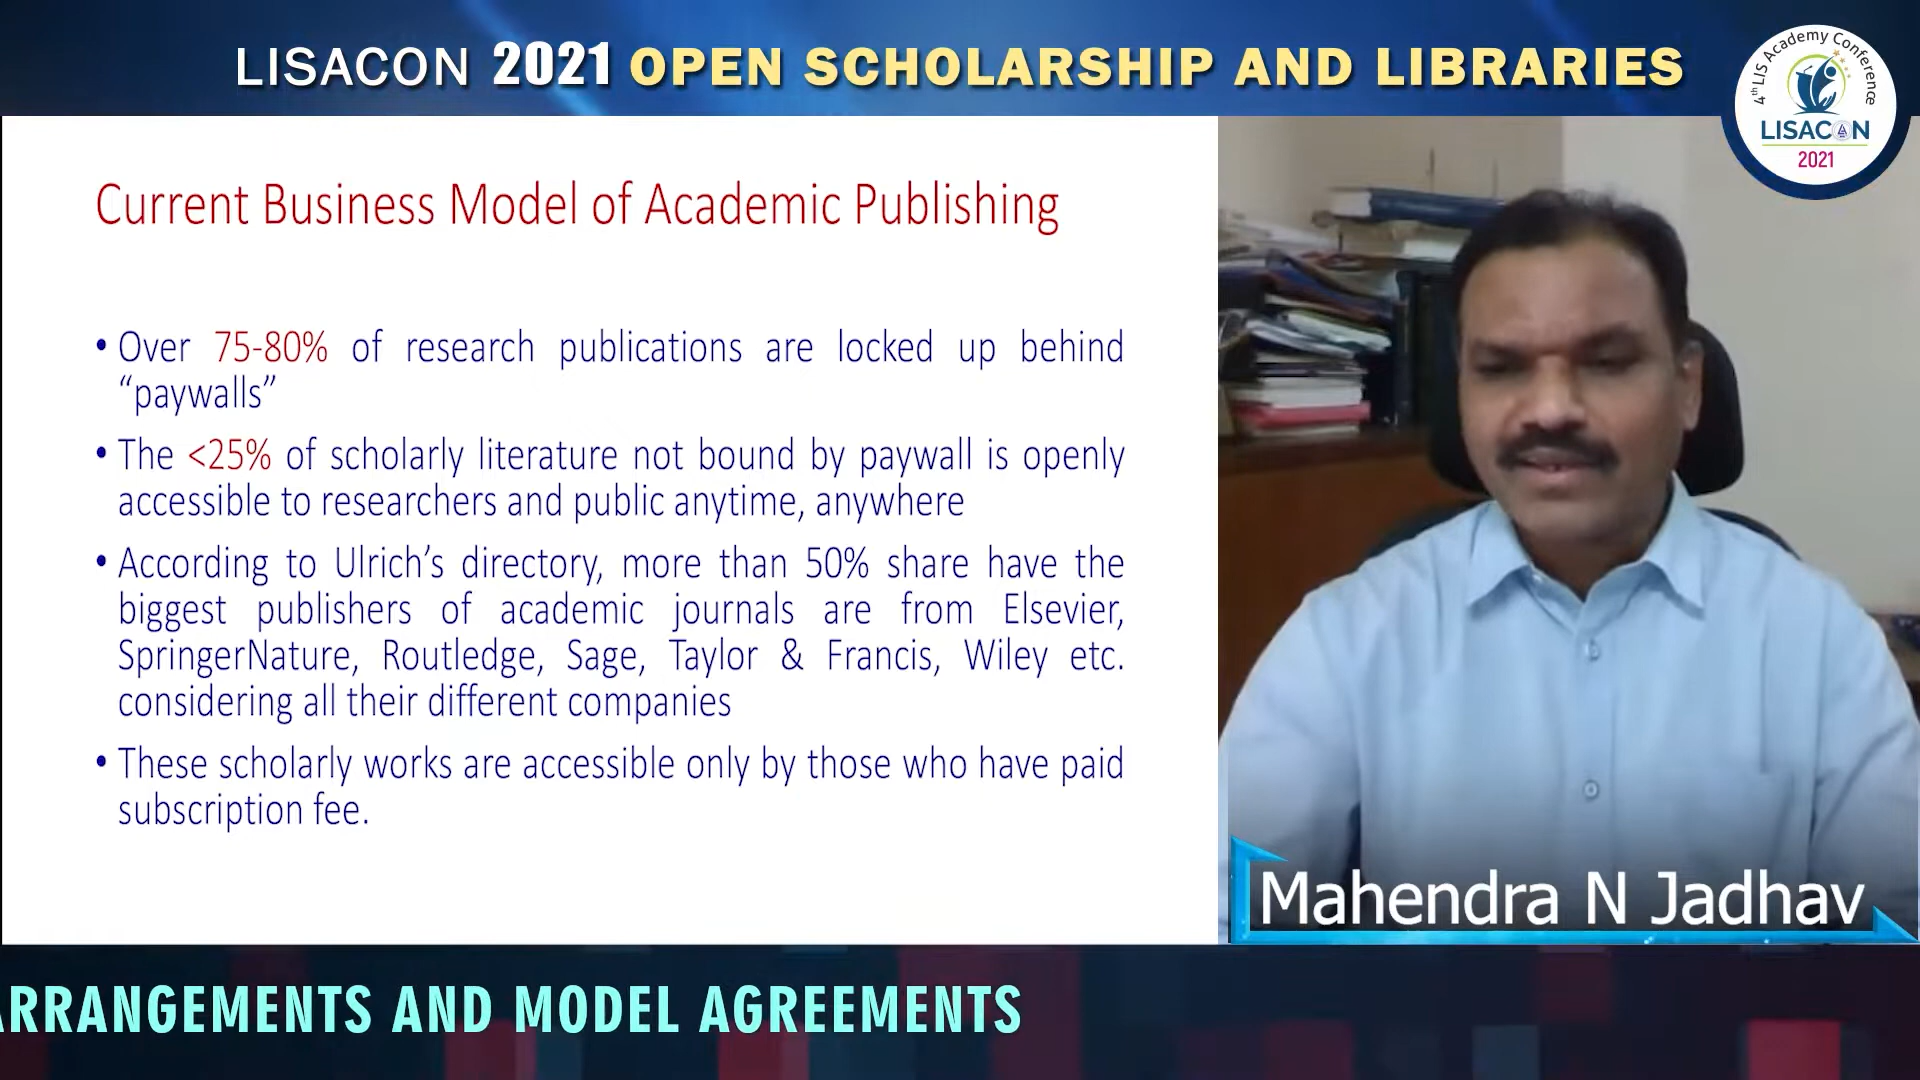 LISACON 2021 OPEN SCHOLARSHIP AND LIBRARIES
4th LIS Academy Conference
LISACON
2021
Current Business Model of Academic Publishing
• Over 75-80% of research publications are locked up behind
“paywalls”
• The <25% of scholarly literature not bound by paywall is openly
accessible to researchers and public anytime, anywhere
• According to Ulrich’s directory, more than 50% share have the
biggest publishers of academic journals are from Elsevier,
SpringerNature, Routledge, Sage, Taylor & Francis, Wiley etc.
considering all their different companies
• These scholarly works are accessible only by those who have paid
subscription fee.
Mahendra N Jadhav
ARRANGEMENTS AND MODEL AGREEMENTS